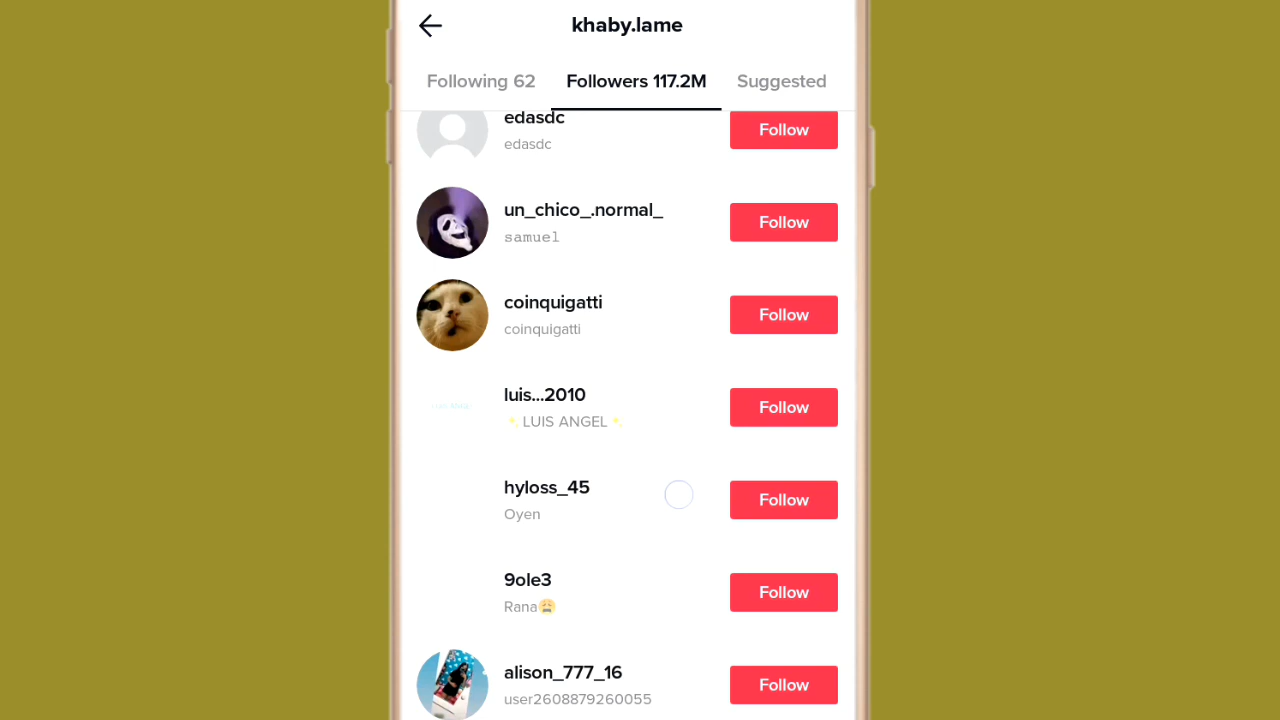 khaby.lame
Following 62
Followers 117.2M
Suggested
edasdc
edasdc
Follow
un_chico_.normal_
samuel
Follow
coinquigatti
coinquigatti
Follow
luis...2010
✨LUIS ANGEL✨
Follow
hyloss_45
Oyen
Follow
9ole3
Rana😩
Follow
alison_777_16
user2608879260055
Follow